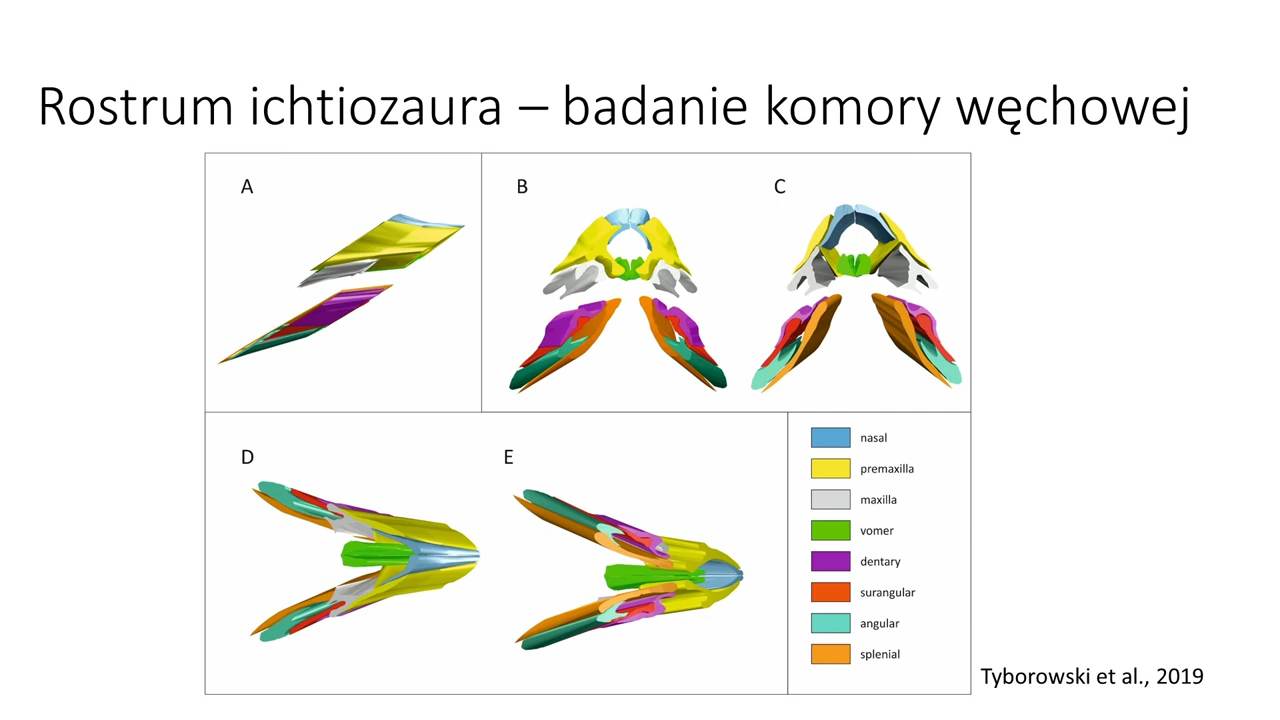 Rostrum ichtiozaura – badanie komory węchowej
A
B
C
D
E
nasal
premaxilla
maxilla
vomer
dentary
surangular
angular
splenial
Tyborowski et al., 2019